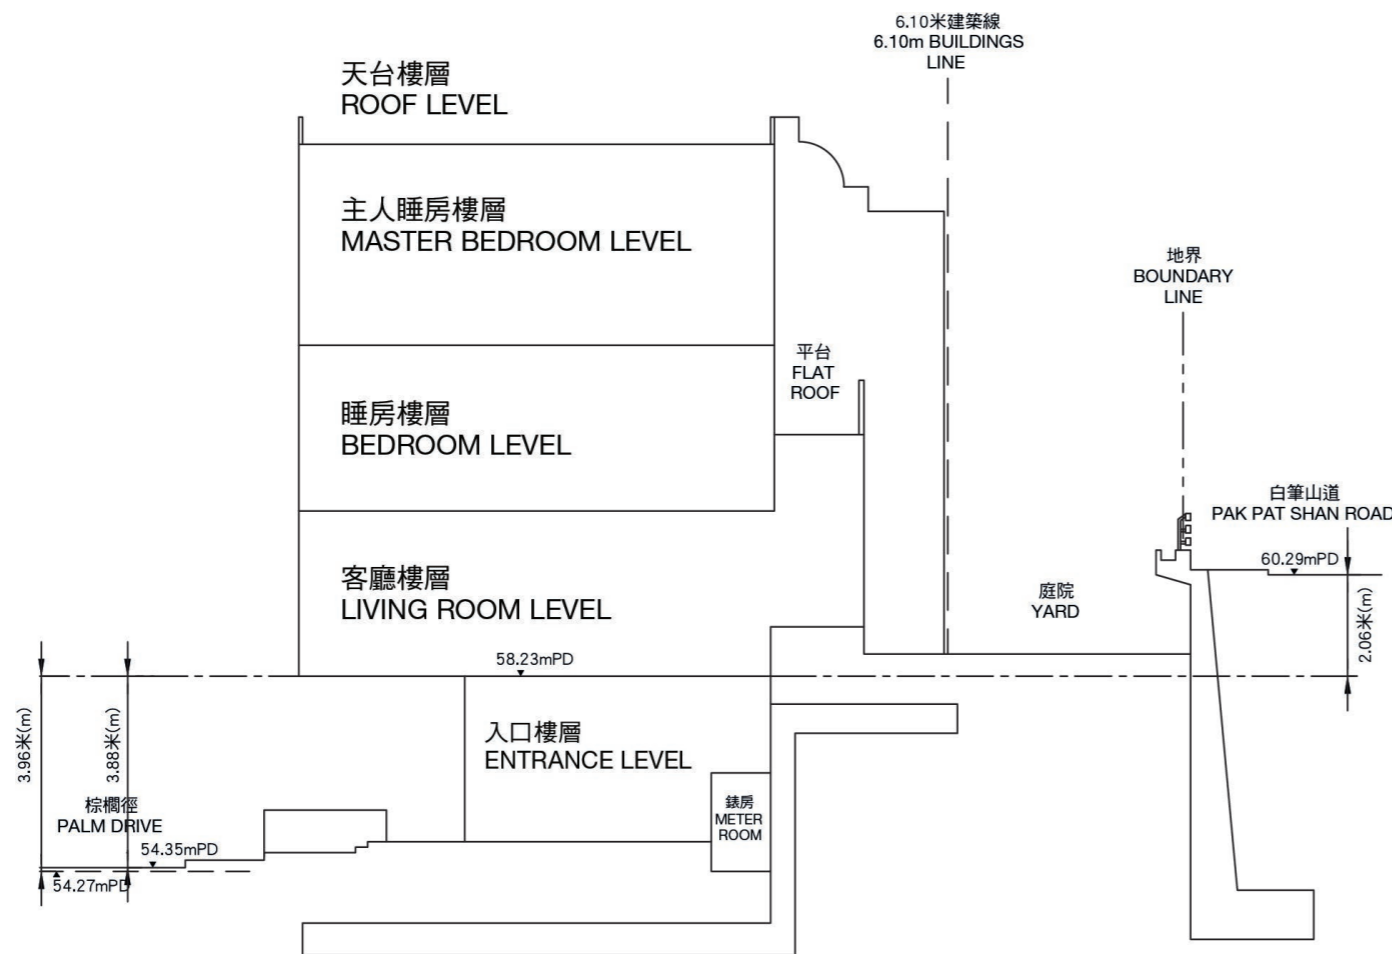 6.10米建築線
6.10m BUILDINGS
LINE
天台樓層
ROOF LEVEL
主人睡房樓層
MASTER BEDROOM LEVEL
地界
BOUNDARY
LINE
平台
FLAT
ROOF
睡房樓層
BEDROOM LEVEL
白筆山道
PAK PAT SHAN ROAD
60.29mPD
客廳樓層
LIVING ROOM LEVEL
庭院
YARD
2.06米(m)
58.23mPD
3.96米(m)
3.88米(m)
入口樓層
ENTRANCE LEVEL
錶房
METER
ROOM
棕櫚徑
PALM DRIVE
54.35mPD
54.27mPD